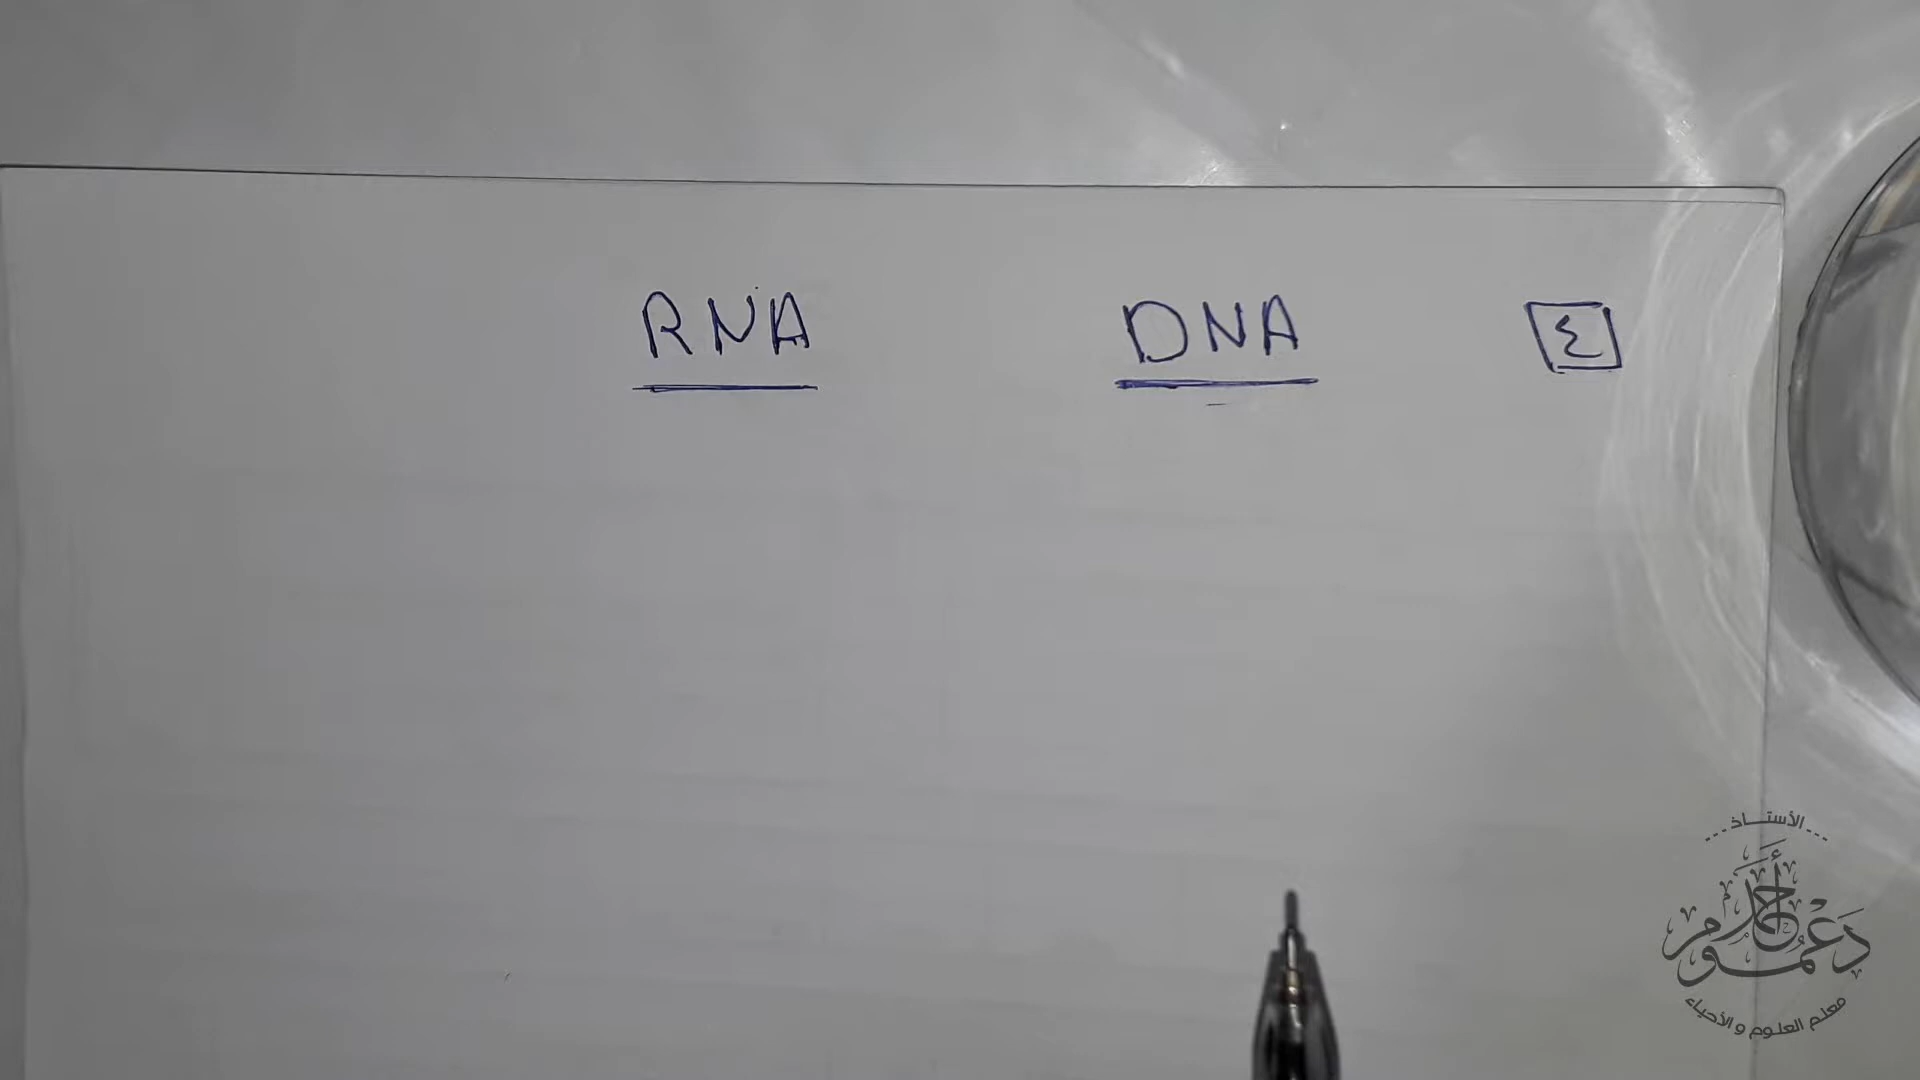 ٤ DNA RNA
الأستاذ
أحمد دعموم
معلم العلوم و الأحياء